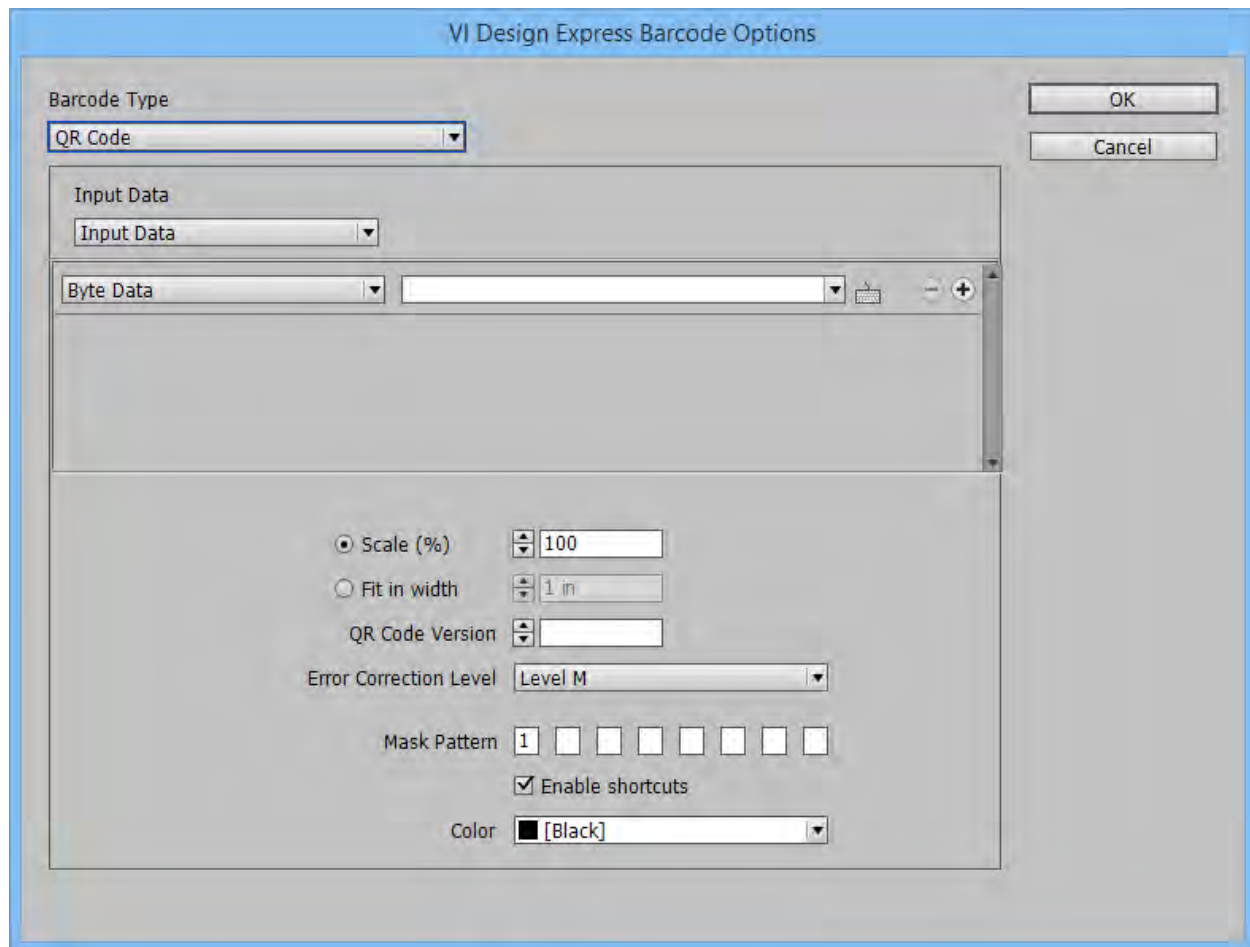 VI Design Express Barcode Options
Barcode Type
OK
QR Code
Cancel
Input Data
Input Data
Byte Data
Scale (%) 100
Fit in width 1 in
QR Code Version
Error Correction Level Level M
Mask Pattern 1
Enable shortcuts
Color [Black]